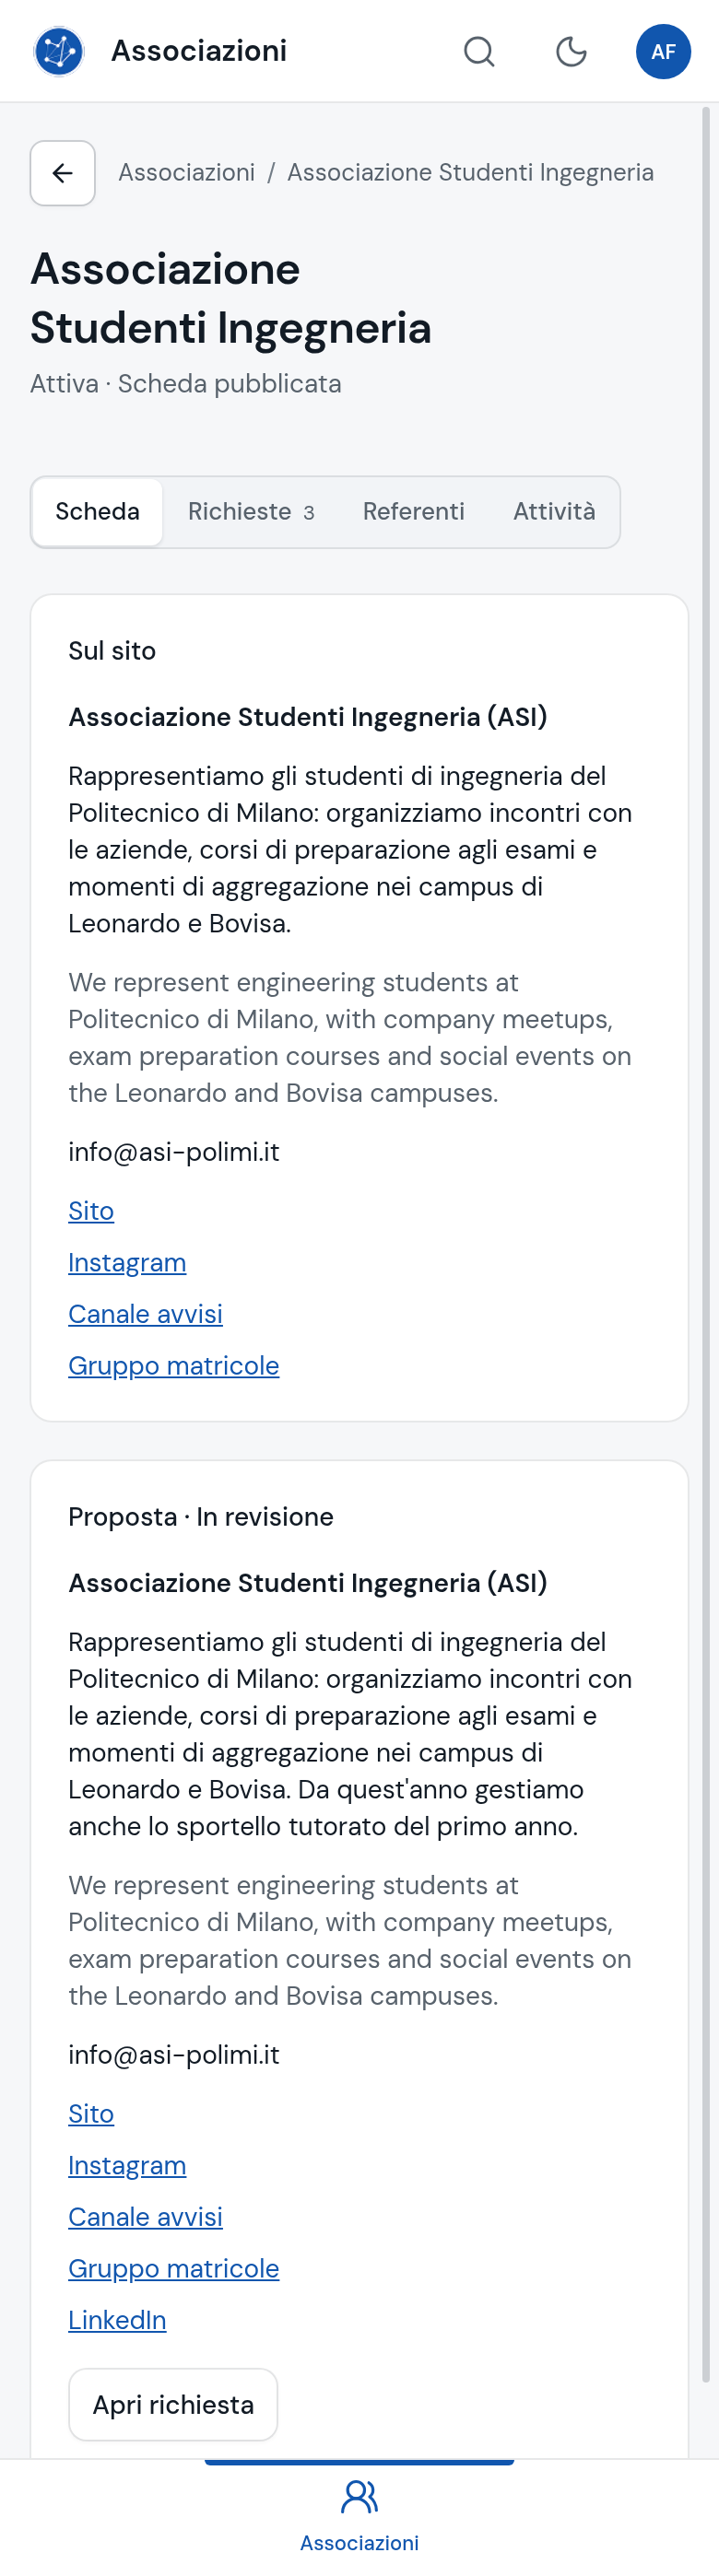 Associazioni
AF
Associazioni / Associazione Studenti Ingegneria
Associazione
Studenti Ingegneria
Attiva · Scheda pubblicata
Scheda
Richieste 3
Referenti
Attività
Sul sito
Associazione Studenti Ingegneria (ASI)
Rappresentiamo gli studenti di ingegneria del
Politecnico di Milano: organizziamo incontri con
le aziende, corsi di preparazione agli esami e
momenti di aggregazione nei campus di
Leonardo e Bovisa.
We represent engineering students at
Politecnico di Milano, with company meetups,
exam preparation courses and social events on
the Leonardo and Bovisa campuses.
info@asi-polimi.it
Sito
Instagram
Canale avvisi
Gruppo matricole
Proposta · In revisione
Associazione Studenti Ingegneria (ASI)
Rappresentiamo gli studenti di ingegneria del
Politecnico di Milano: organizziamo incontri con
le aziende, corsi di preparazione agli esami e
momenti di aggregazione nei campus di
Leonardo e Bovisa. Da quest'anno gestiamo
anche lo sportello tutorato del primo anno.
We represent engineering students at
Politecnico di Milano, with company meetups,
exam preparation courses and social events on
the Leonardo and Bovisa campuses.
info@asi-polimi.it
Sito
Instagram
Canale avvisi
Gruppo matricole
LinkedIn
Apri richiesta
Associazioni